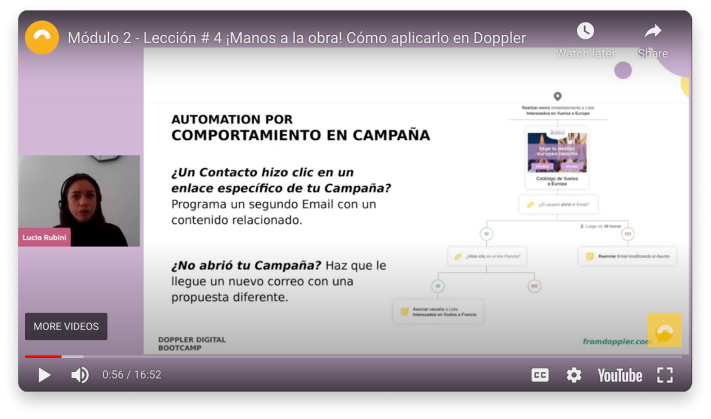 Módulo 2 - Lección # 4 ¡Manos a la obra! Cómo aplicarlo en Doppler
Watch later
Share
AUTOMATION POR
COMPORTAMIENTO EN CAMPAÑA
¿Un Contacto hizo clic en un
enlace específico de tu Campaña?
Programa un segundo Email con un
contenido relacionado.
¿No abrió tu Campaña? Haz que le
llegue un nuevo correo con una
propuesta diferente.
Realizar envío inmediatamente a Lista
Interesados en Vuelos a Europa
Elige tu destino
europeo favorito
Catálogo de Vuelos
a Europa
¿El usuario abrió el Email?
Luego de 48 horas
SI
NO
¿Hizo clic en el link francia?
Reenviar Email modificando el Asunto
SI
NO
Asociar usuario a Lista
Interesados en Vuelos a Francia
Lucia Rubini
MORE VIDEOS
DOPPLER DIGITAL
BOOTCAMP
fromdoppler.com
0:56 / 16:52
CC
YouTube